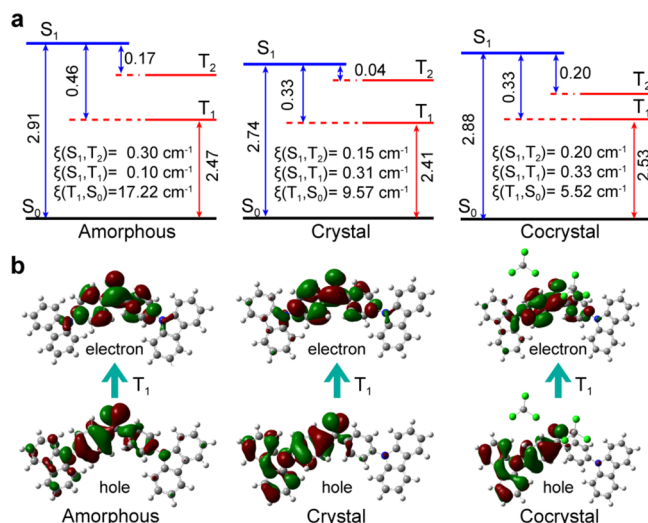 a
S₁
0.17
T₂
0.46
T₁
2.91
2.47
ξ(S₁,T₂)= 0.30 cm⁻¹
ξ(S₁,T₁)= 0.10 cm⁻¹
ξ(T₁,S₀)=17.22 cm⁻¹
S₀
Amorphous
S₁
0.04
T₂
0.33
T₁
2.74
2.41
ξ(S₁,T₂)= 0.15 cm⁻¹
ξ(S₁,T₁)= 0.31 cm⁻¹
ξ(T₁,S₀)= 9.57 cm⁻¹
S₀
Crystal
S₁
0.20
T₂
0.33
T₁
2.88
2.53
ξ(S₁,T₂)= 0.20 cm⁻¹
ξ(S₁,T₁)= 0.33 cm⁻¹
ξ(T₁,S₀)= 5.52 cm⁻¹
S₀
Cocrystal
b
electron
electron
electron
T₁
T₁
T₁
hole
hole
hole
Amorphous
Crystal
Cocrystal